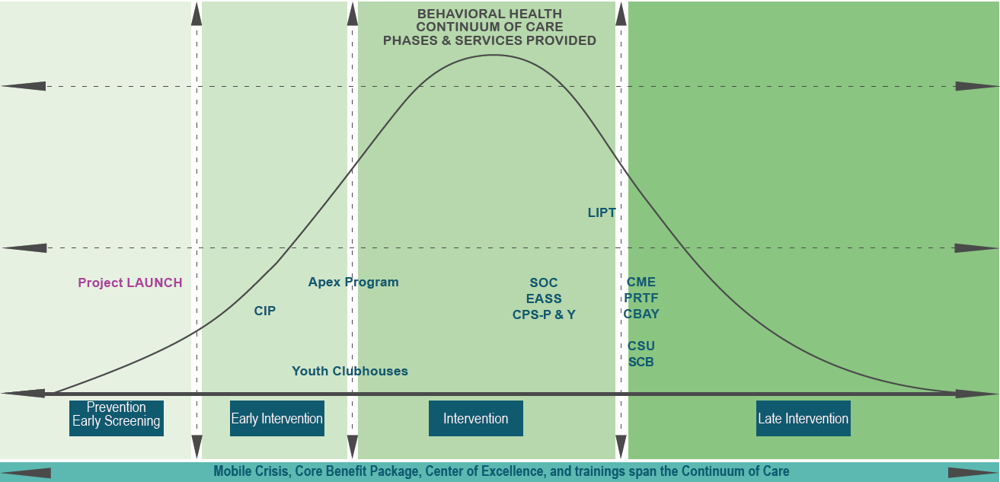 BEHAVIORAL HEALTH
CONTINUUM OF CARE
PHASES & SERVICES PROVIDED
LIPT
Project LAUNCH
Apex Program
CIP
Youth Clubhouses
SOC
EASS
CPS-P & Y
CME
PRTF
CBAY
CSU
SCB
Prevention
Early Screening
Early Intervention
Intervention
Late Intervention
Mobile Crisis, Core Benefit Package, Center of Excellence, and trainings span the Continuum of Care